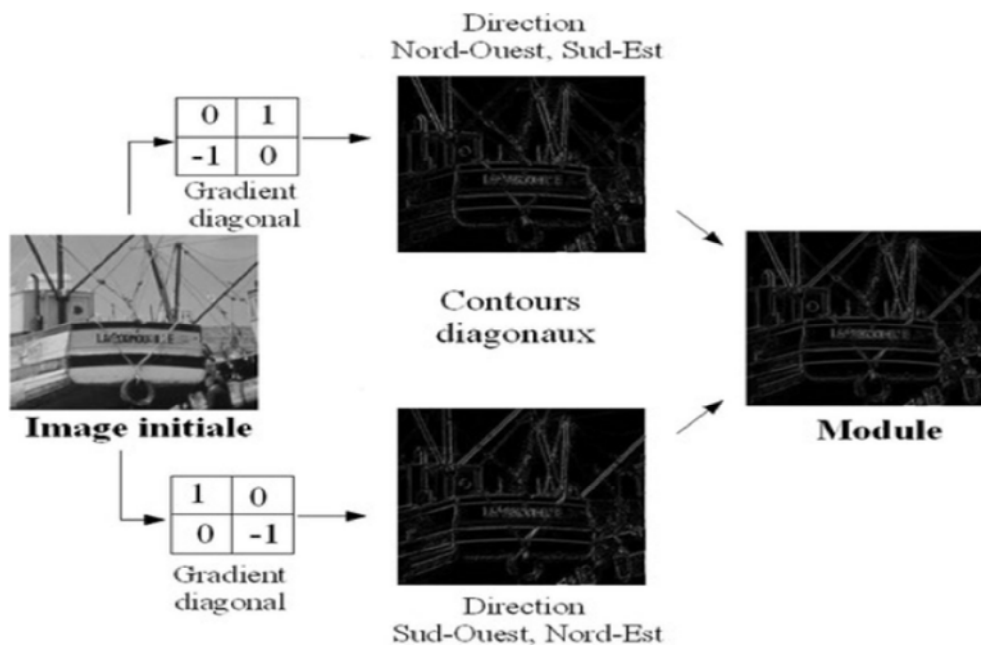 Direction
Nord-Ouest, Sud-Est
0 1
-1 0
Gradient
diagonal
Contours
diagonaux
Image initiale
Module
1 0
0 -1
Gradient
diagonal
Direction
Sud-Ouest, Nord-Est